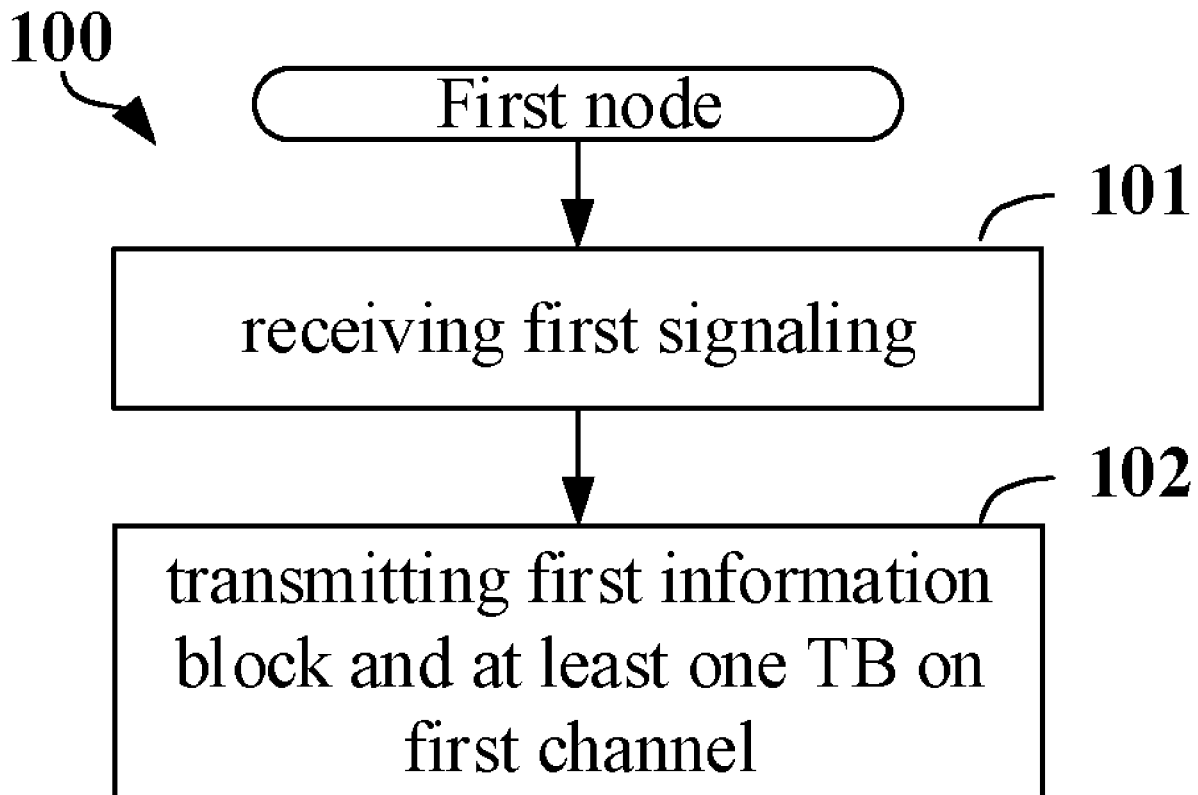 100
First node
101
receiving first signaling
102
transmitting first information
block and at least one TB on
first channel